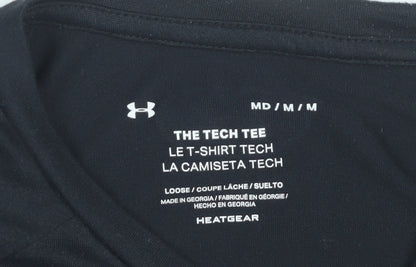 MD / M / M
THE TECH TEE
LE T-SHIRT TECH
LA CAMISETA TECH
LOOSE / COUPE LÂCHE / SUELTO
MADE IN GEORGIA / FABRIQUÉ EN GÉORGIE /
HECHO EN GEORGIA
HEATGEAR